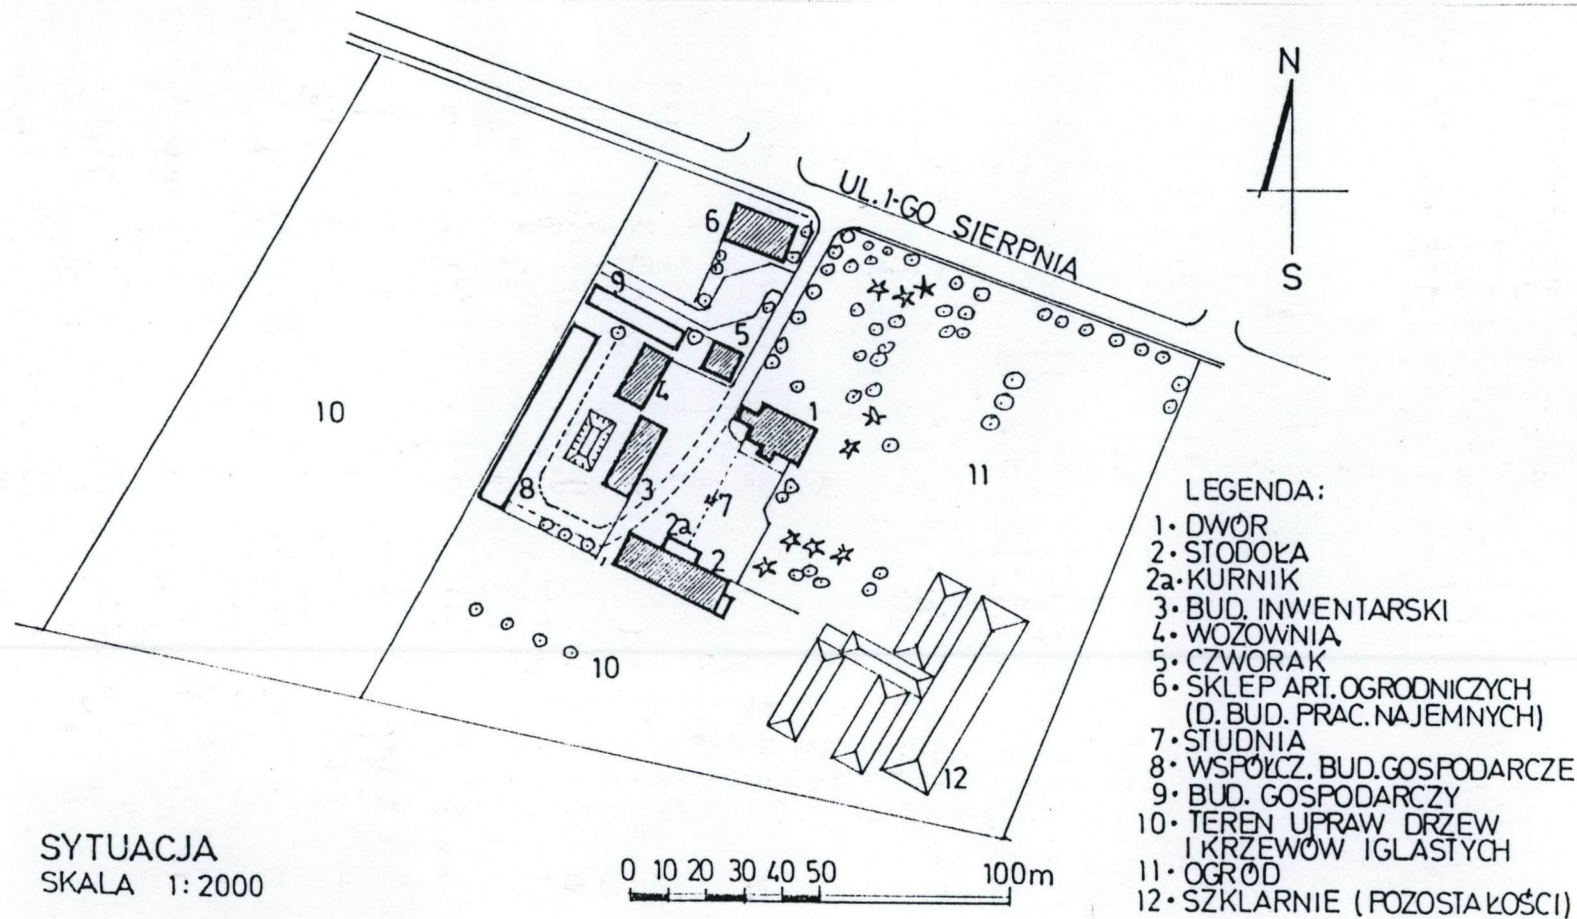 N
S
UL. 1-GO SIERPNIA
6
9
5
4
1
10
11
8
3
7
2a
2
10
12
LEGENDA:
1. DWÓR
2. STODOŁA
2a. KURNIK
3. BUD. INWENTARSKI
4. WOZOWNIA
5. CZWORAK
6. SKLEP ART. OGRODNICZYCH
(D. BUD. PRAC. NAJEMNYCH)
7. STUDNIA
8. WSPÓŁCZ. BUD. GOSPODARCZE
9. BUD. GOSPODARCZY
10. TEREN UPRAW DRZEW
I KRZEWÓW IGLASTYCH
11. OGRÓD
12. SZKLARNIE (POZOSTAŁOŚCI)
SYTUACJA
SKALA 1:2000
0 10 20 30 40 50 100m